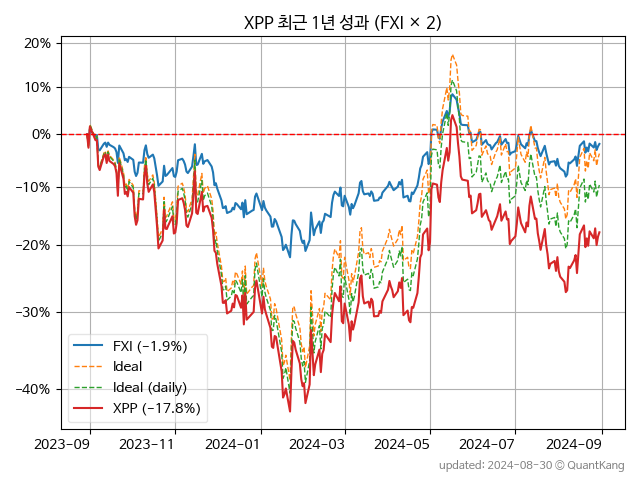 XPP 최근 1년 성과 (FXI × 2)
20%
10%
0%
−10%
−20%
−30%
−40%
FXI (−1.9%)
Ideal
Ideal (daily)
XPP (−17.8%)
2023−09 2023−11 2024−01 2024−03 2024−05 2024−07 2024−09
updated: 2024-08-30 © QuantKang